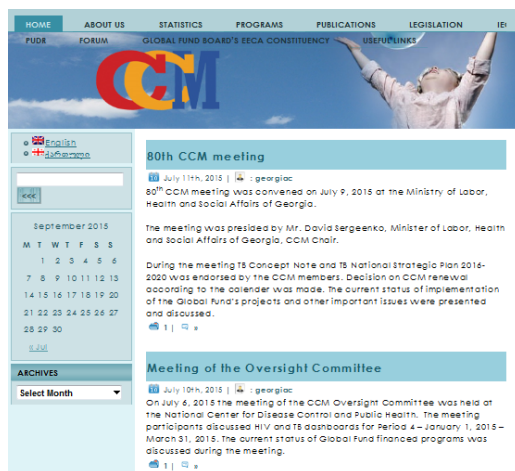 HOME ABOUT US STATISTICS PROGRAMS PUBLICATIONS LEGISLATION IEC
PUDR FORUM GLOBAL FUND BOARD'S EECA CONSTITUENCY USEFUL LINKS
CCM
English
ქართული
<<<
September 2015
M T W T F S S
1 2 3 4 5 6
7 8 9 10 11 12 13
14 15 16 17 18 19 20
21 22 23 24 25 26 27
28 29 30
« Jul
ARCHIVES
Select Month
80th CCM meeting
July 11th, 2015 | : georgiac
80th CCM meeting was convened on July 9, 2015 at the Ministry of Labor,
Health and Social Affairs of Georgia.
The meeting was presided by Mr. David Sergeenko, Minister of Labor, Health
and Social Affairs of Georgia, CCM Chair.
During the meeting TB Concept Note and TB National Strategic Plan 2016-
2020 was endorsed by the CCM members. Decision on CCM renewal
according to the calender was made. The current status of implementation
of the Global Fund's projects and other important issues were presented
and discussed.
1 | »
Meeting of the Oversight Committee
July 10th, 2015 | : georgiac
On July 6, 2015 the meeting of the CCM Oversight Committee was held at
the National Center for Disease Control and Public Health. The meeting
participants discussed HIV and TB dashboards for Period 4 – January 1, 2015 –
March 31, 2015. The current status of Global Fund financed programs was
discussed during the meeting.
1 | »